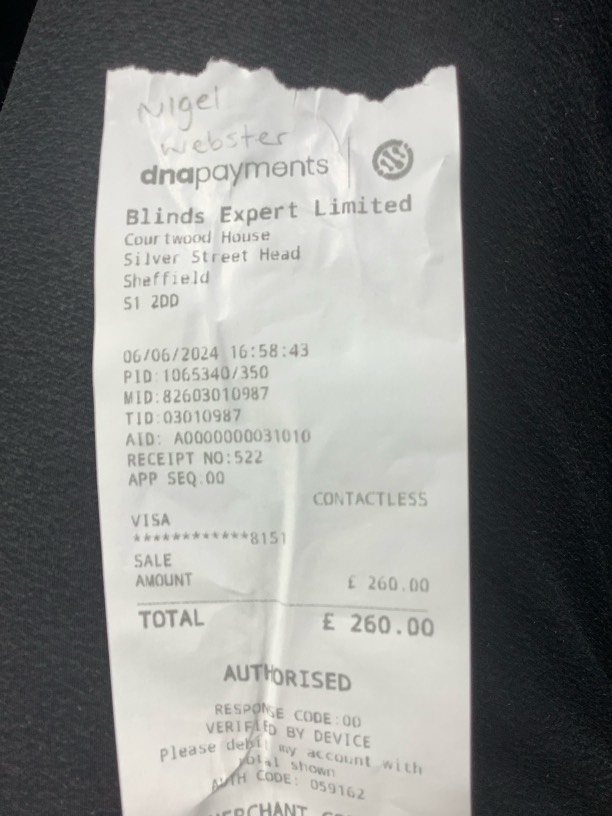 Nigel
Webster
dnapayments
Blinds Expert Limited
Courtwood House
Silver Street Head
Sheffield
S1 2DD
06/06/2024 16:58:43
PID:1065340/350
MID:82603010987
TID:03010987
AID: A0000000031010
RECEIPT NO:522
APP SEQ.00
CONTACTLESS
VISA
************8151
SALE
AMOUNT £ 260.00
TOTAL £ 260.00
AUTHORISED
RESPONSE CODE:00
VERIFIED BY DEVICE
Please debit my account with
total shown
AUTH CODE: 059162
MERCHANT